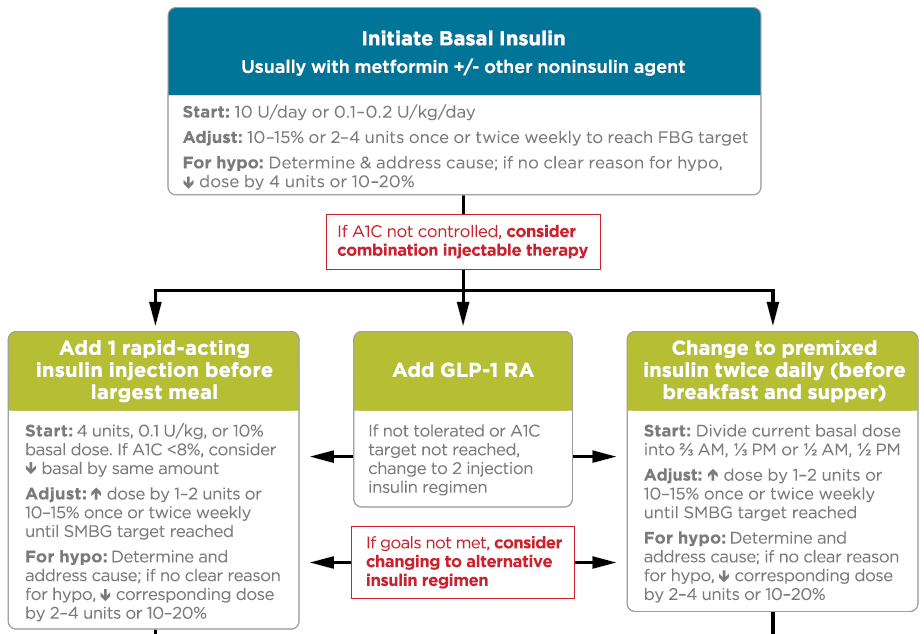 Initiate Basal Insulin
Usually with metformin +/- other noninsulin agent
Start: 10 U/day or 0.1–0.2 U/kg/day
Adjust: 10–15% or 2–4 units once or twice weekly to reach FBG target
For hypo: Determine & address cause; if no clear reason for hypo,
🡻 dose by 4 units or 10–20%
If A1C not controlled, consider
combination injectable therapy
Add 1 rapid-acting
insulin injection before
largest meal
Start: 4 units, 0.1 U/kg, or 10%
basal dose. If A1C <8%, consider
🡻 basal by same amount
Adjust: 🡹 dose by 1–2 units or
10–15% once or twice weekly
until SMBG target reached
For hypo: Determine and
address cause; if no clear reason
for hypo, 🡻 corresponding dose
by 2–4 units or 10–20%
Add GLP-1 RA
If not tolerated or A1C
target not reached,
change to 2 injection
insulin regimen
If goals not met, consider
changing to alternative
insulin regimen
Change to premixed
insulin twice daily (before
breakfast and supper)
Start: Divide current basal dose
into ⅔ AM, ⅓ PM or ½ AM, ½ PM
Adjust: 🡹 dose by 1–2 units or
10–15% once or twice weekly
until SMBG target reached
For hypo: Determine and
address cause; if no clear reason
for hypo, 🡻 corresponding dose
by 2–4 units or 10–20%